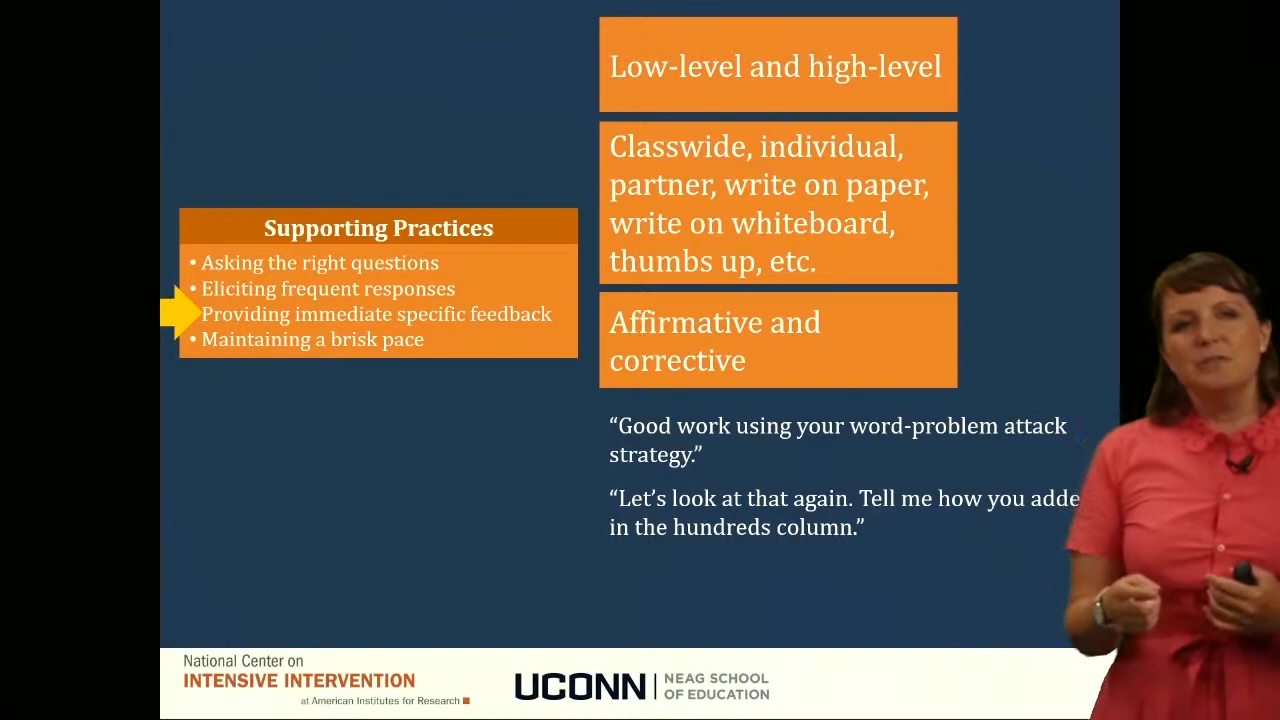 Low-level and high-level
Classwide, individual,
partner, write on paper,
write on whiteboard,
thumbs up, etc.
Supporting Practices
• Asking the right questions
• Eliciting frequent responses
Providing immediate specific feedback
• Maintaining a brisk pace
Affirmative and
corrective
“Good work using your word-problem attack
strategy.”
“Let’s look at that again. Tell me how you adde
in the hundreds column.”
National Center on
INTENSIVE INTERVENTION
at American Institutes for Research
UCONN
NEAG SCHOOL
OF EDUCATION